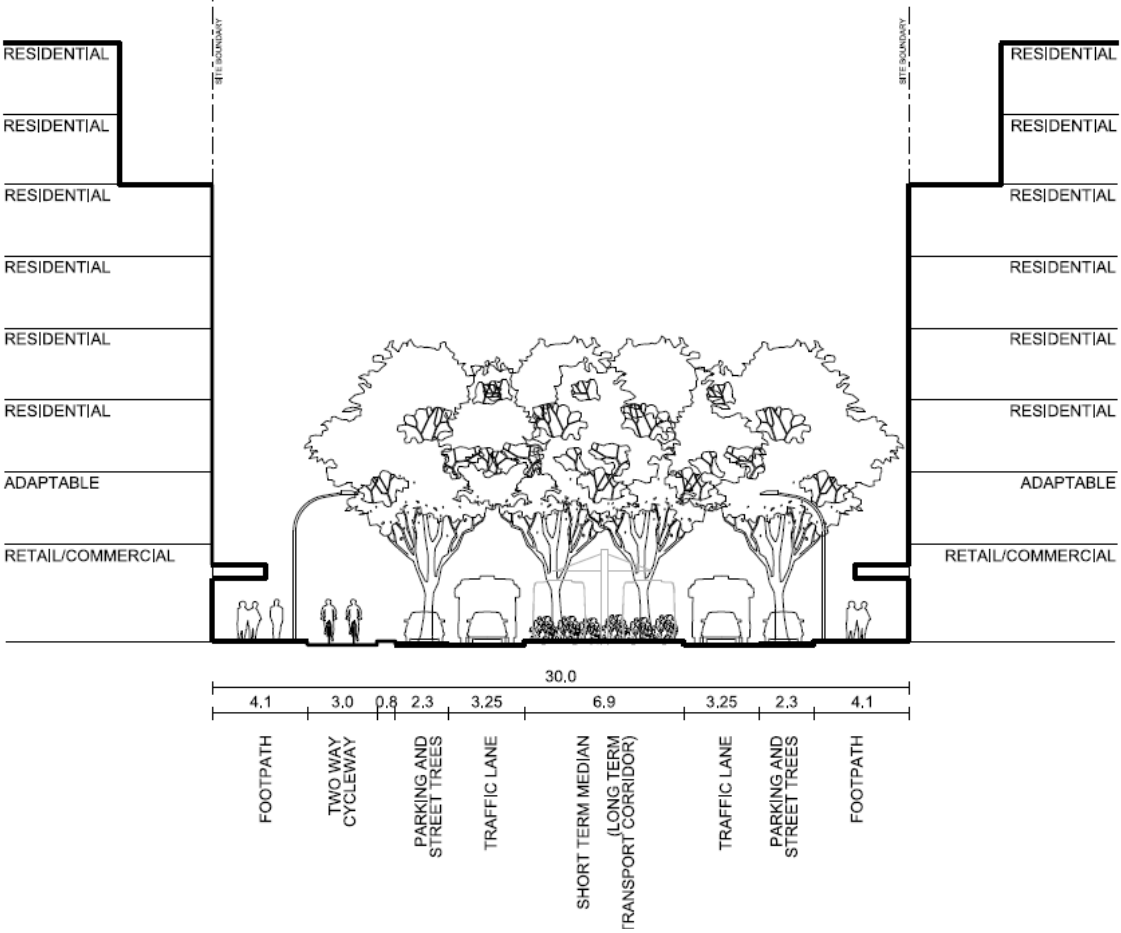 SITE BOUNDARY
SITE BOUNDARY
RESIDENTIAL
RESIDENTIAL
RESIDENTIAL
RESIDENTIAL
RESIDENTIAL
RESIDENTIAL
RESIDENTIAL
RESIDENTIAL
RESIDENTIAL
RESIDENTIAL
RESIDENTIAL
RESIDENTIAL
ADAPTABLE
ADAPTABLE
RETAIL/COMMERCIAL
RETAIL/COMMERCIAL
30.0
4.1
3.0
0.8
2.3
3.25
6.9
3.25
2.3
4.1
FOOTPATH
TWO WAY
CYCLEWAY
PARKING AND
STREET TREES
TRAFFIC LANE
SHORT TERM MEDIAN
(LONG TERM
TRANSPORT CORRIDOR)
TRAFFIC LANE
PARKING AND
STREET TREES
FOOTPATH